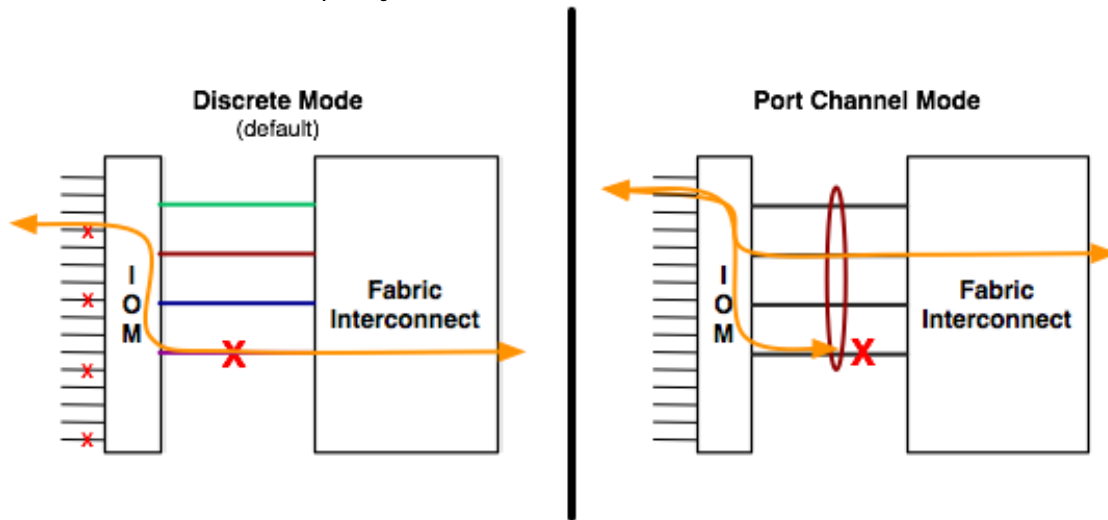 Discrete Mode
(default)
I
O
M
Fabric
Interconnect
Port Channel Mode
I
O
M
Fabric
Interconnect